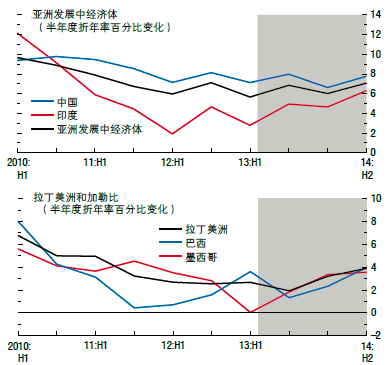 亚洲发展中经济体
（半年度折年率百分比变化）
14
12
10
8
6
4
2
0
中国
印度
亚洲发展中经济体
2010:
H1
11:H1
12:H1
13:H1
14:
H2
拉丁美洲和加勒比
（半年度折年率百分比变化）
10
8
6
4
2
0
–2
拉丁美洲
巴西
墨西哥
2010:
H1
11:H1
12:H1
13:H1
14:
H2